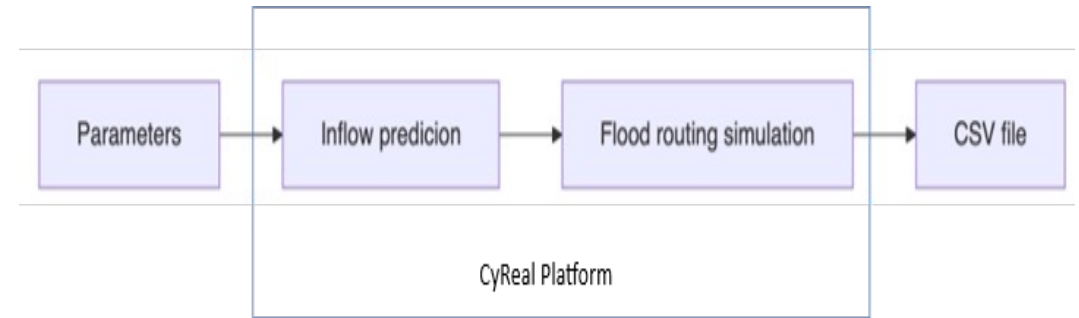 Parameters
Inflow predicion
Flood routing simulation
CSV file
CyReal Platform